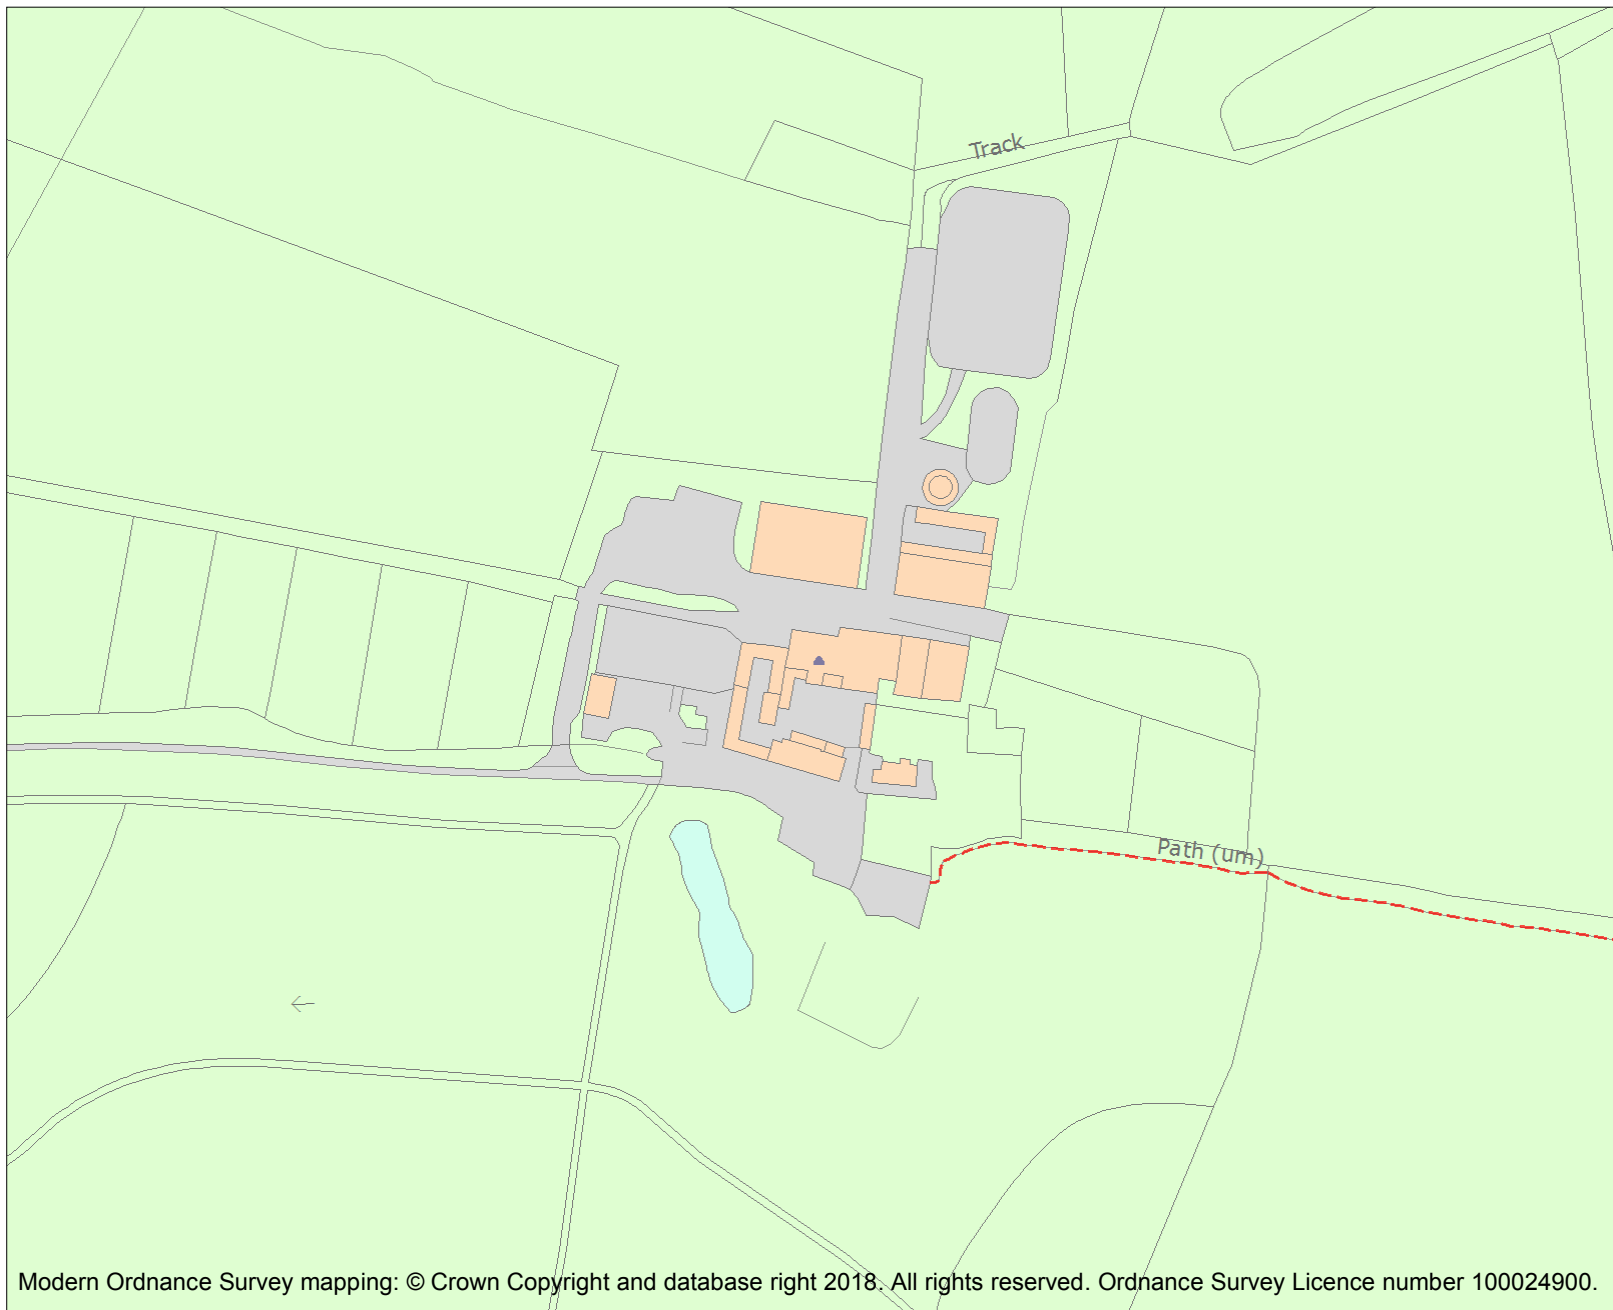 Track
Path (um)
Modern Ordnance Survey mapping: © Crown Copyright and database right 2018. All rights reserved. Ordnance Survey Licence number 100024900.